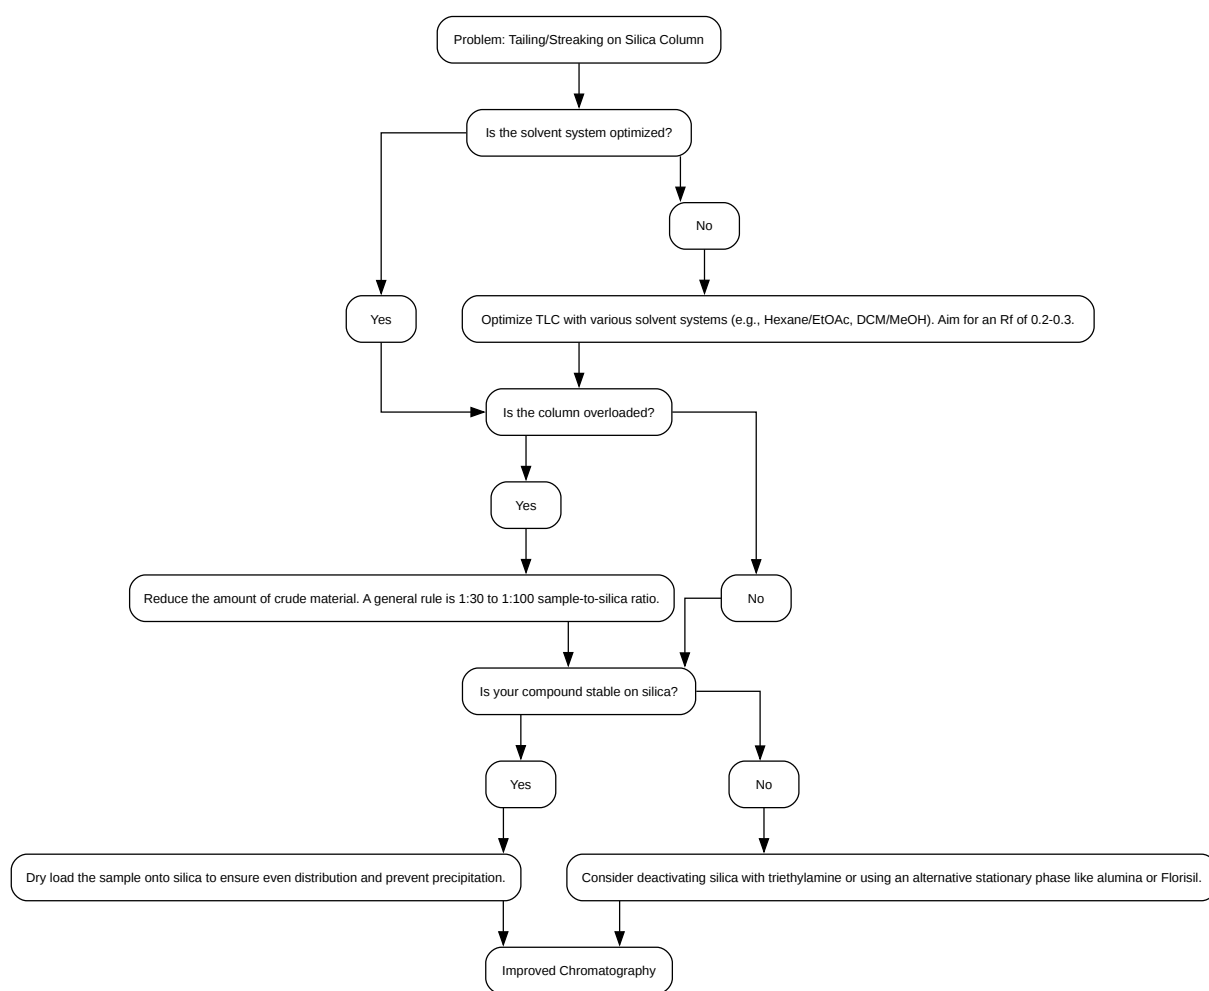 Problem: Tailing/Streaking on Silica Column
Is the solvent system optimized?
No
Yes
Optimize TLC with various solvent systems (e.g., Hexane/EtOAc, DCM/MeOH). Aim for an Rf of 0.2-0.3.
Is the column overloaded?
Yes
Reduce the amount of crude material. A general rule is 1:30 to 1:100 sample-to-silica ratio.
No
Is your compound stable on silica?
Yes
No
Dry load the sample onto silica to ensure even distribution and prevent precipitation.
Consider deactivating silica with triethylamine or using an alternative stationary phase like alumina or Florisil.
Improved Chromatography